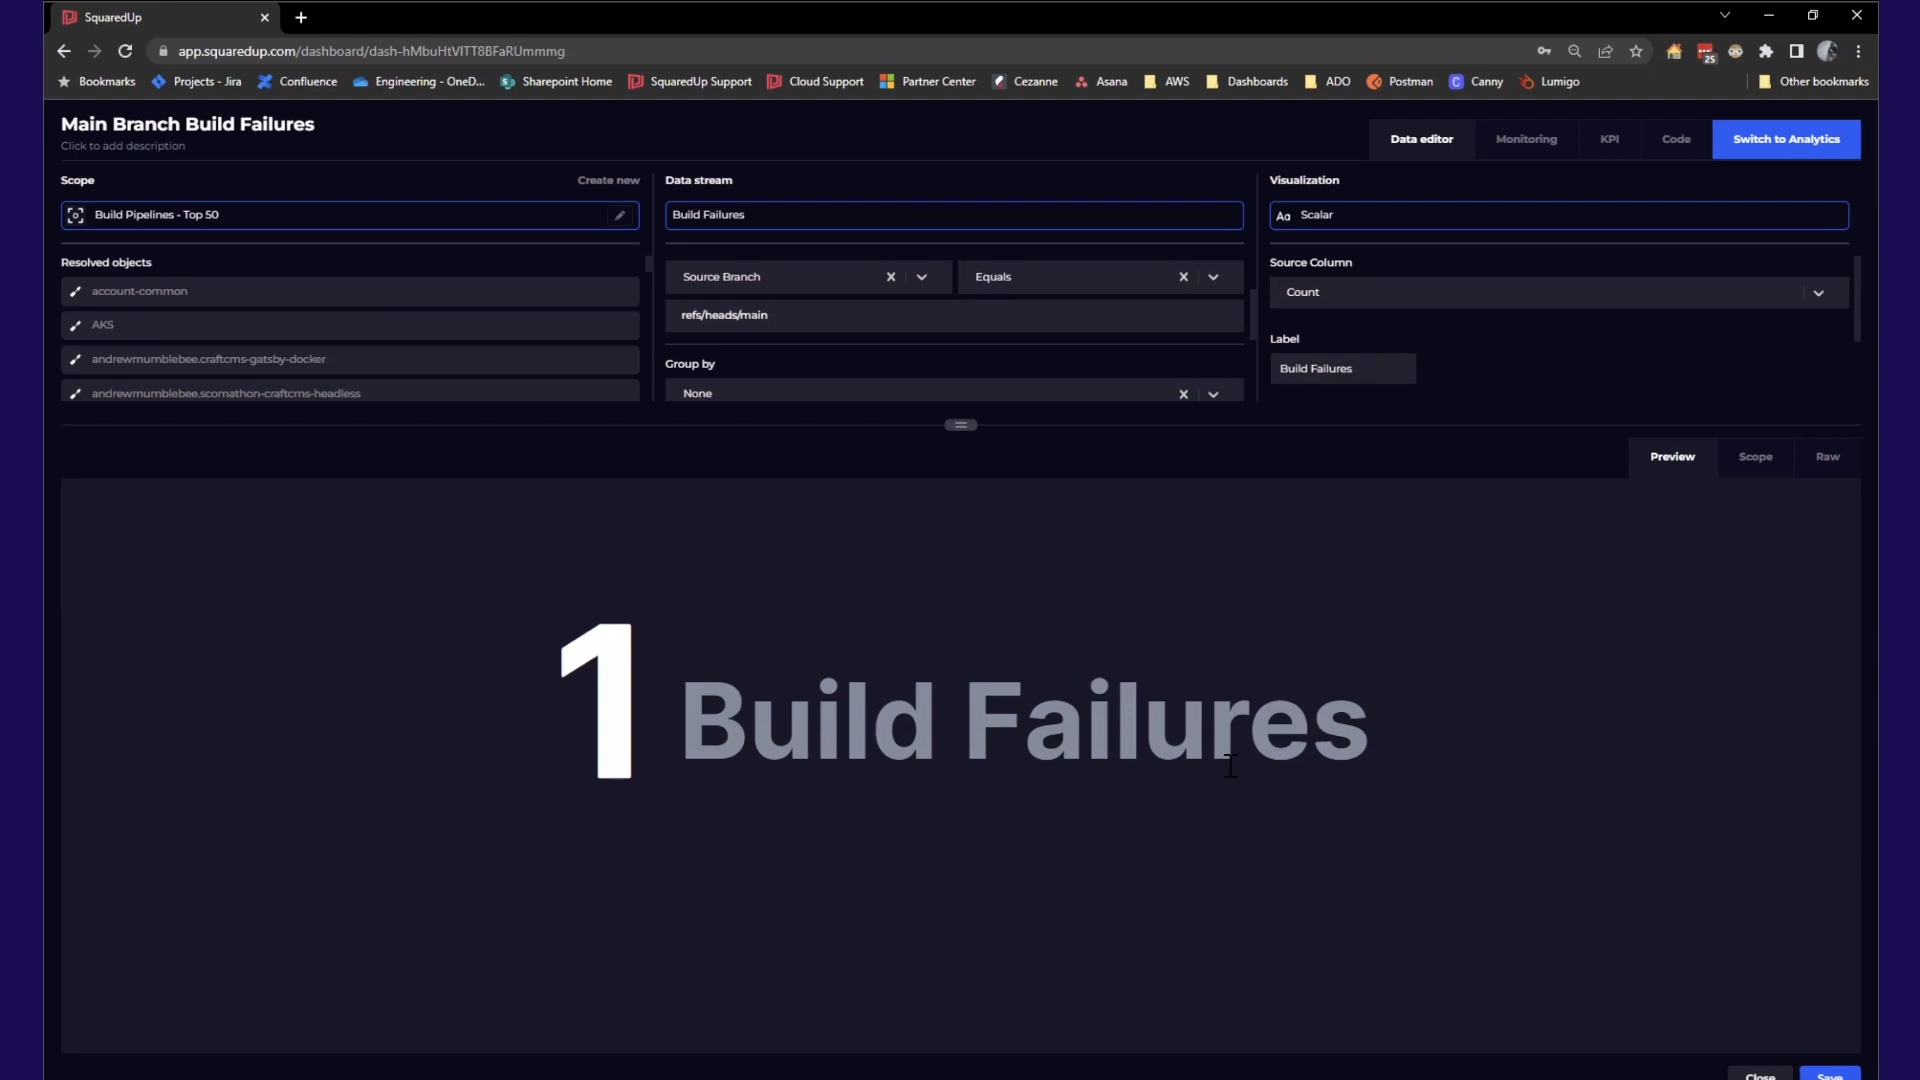 SquaredUp
app.squaredup.com/dashboard/dash-hMbuHtVITT8BFaRUmmmg
25
Bookmarks
Projects - Jira
Confluence
Engineering - OneD...
Sharepoint Home
SquaredUp Support
Cloud Support
Partner Center
Cezanne
Asana
AWS
Dashboards
ADO
Postman
C Canny
Lumigo
Other bookmarks
Main Branch Build Failures
Click to add description
Data editor
Monitoring
KPI
Code
Switch to Analytics
Scope
Create new
Build Pipelines - Top 50
Resolved objects
account-common
AKS
andrewmumblebee.craftcms-gatsby-docker
andrewmumblebee.scomathon-craftcms-headless
Data stream
Build Failures
Source Branch
Equals
refs/heads/main
Group by
None
Visualization
Aa Scalar
Source Column
Count
Label
Build Failures
Preview
Scope
Raw
1 Build Failures
Close
Save